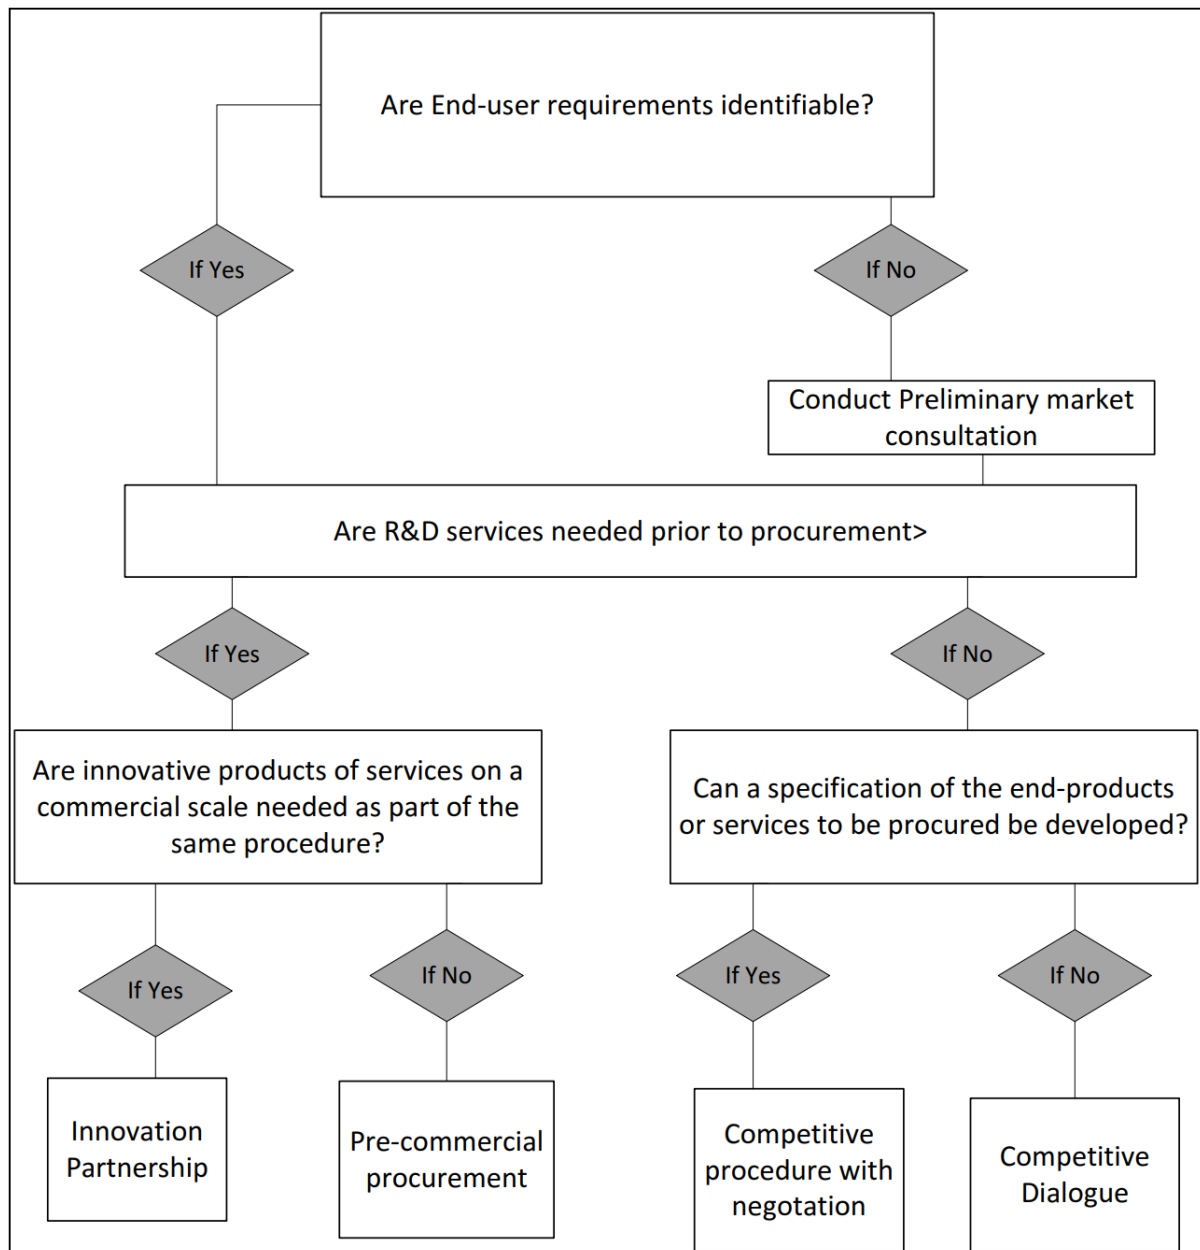 Are End-user requirements identifiable?
If Yes
If No
Conduct Preliminary market
consultation
Are R&D services needed prior to procurement>
If Yes
If No
Are innovative products of services on a
commercial scale needed as part of the
same procedure?
Can a specification of the end-products
or services to be procured be developed?
If Yes
If No
If Yes
If No
Innovation
Partnership
Pre-commercial
procurement
Competitive
procedure with
negotation
Competitive
Dialogue